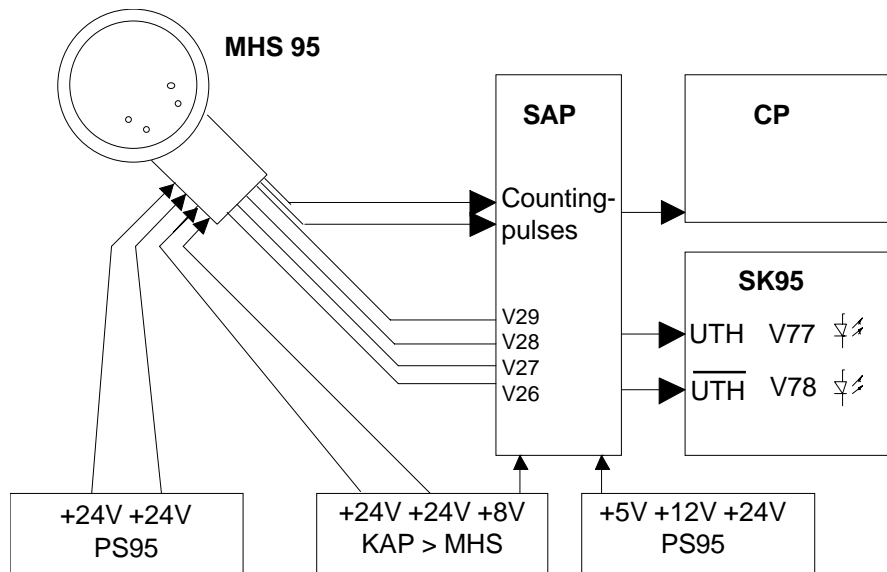 MHS 95
SAP
CP
Counting-
pulses
SK95
V29
V28
V27
V26
UTH V77
U̅T̅H̅ V78
+24V +24V
PS95
+24V +24V +8V
KAP > MHS
+5V +12V +24V
PS95